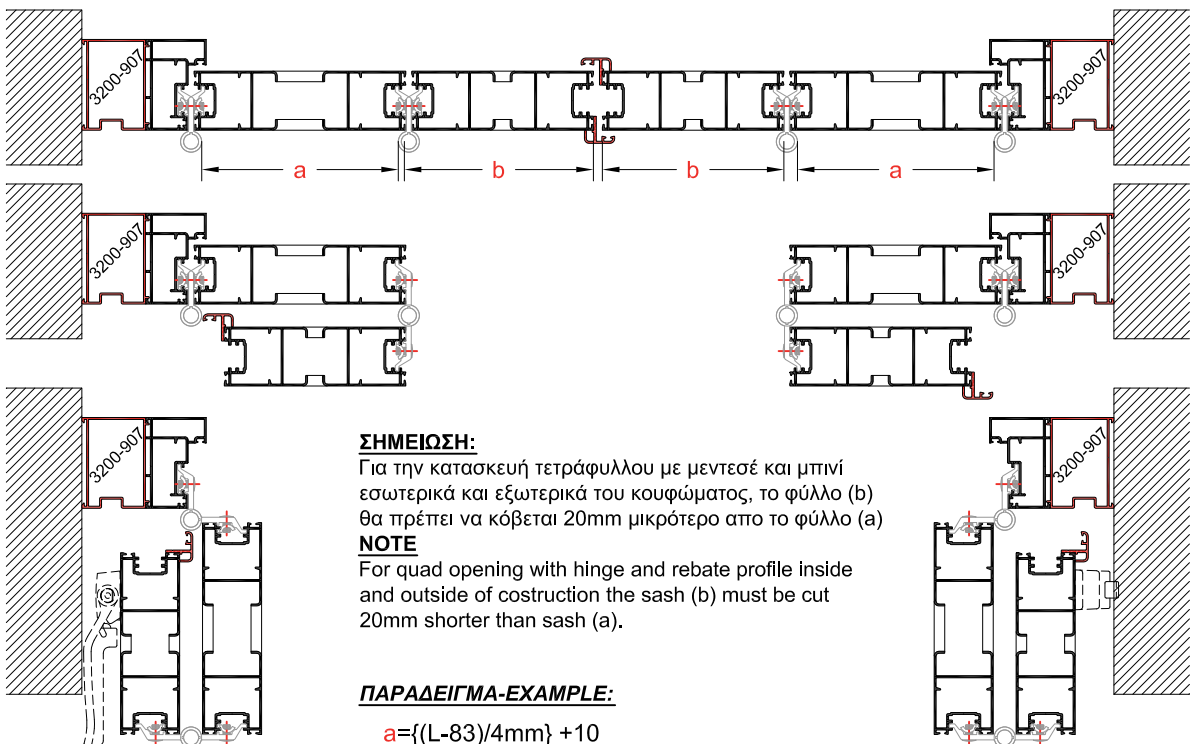 3200-907
3200-907
a
b
b
a
3200-907
3200-907
3200-907
3200-907
ΣΗΜΕΙΩΣΗ:
Για την κατασκευή τετράφυλλου με μεντεσέ και μπινί
εσωτερικά και εξωτερικά του κουφώματος, το φύλλο (b)
θα πρέπει να κόβεται 20mm μικρότερο απο το φύλλο (a)
NOTE
For quad opening with hinge and rebate profile inside
and outside of costruction the sash (b) must be cut
20mm shorter than sash (a).
ΠΑΡΑΔΕΙΓΜΑ-EXAMPLE:
a={(L-83)/4mm} +10